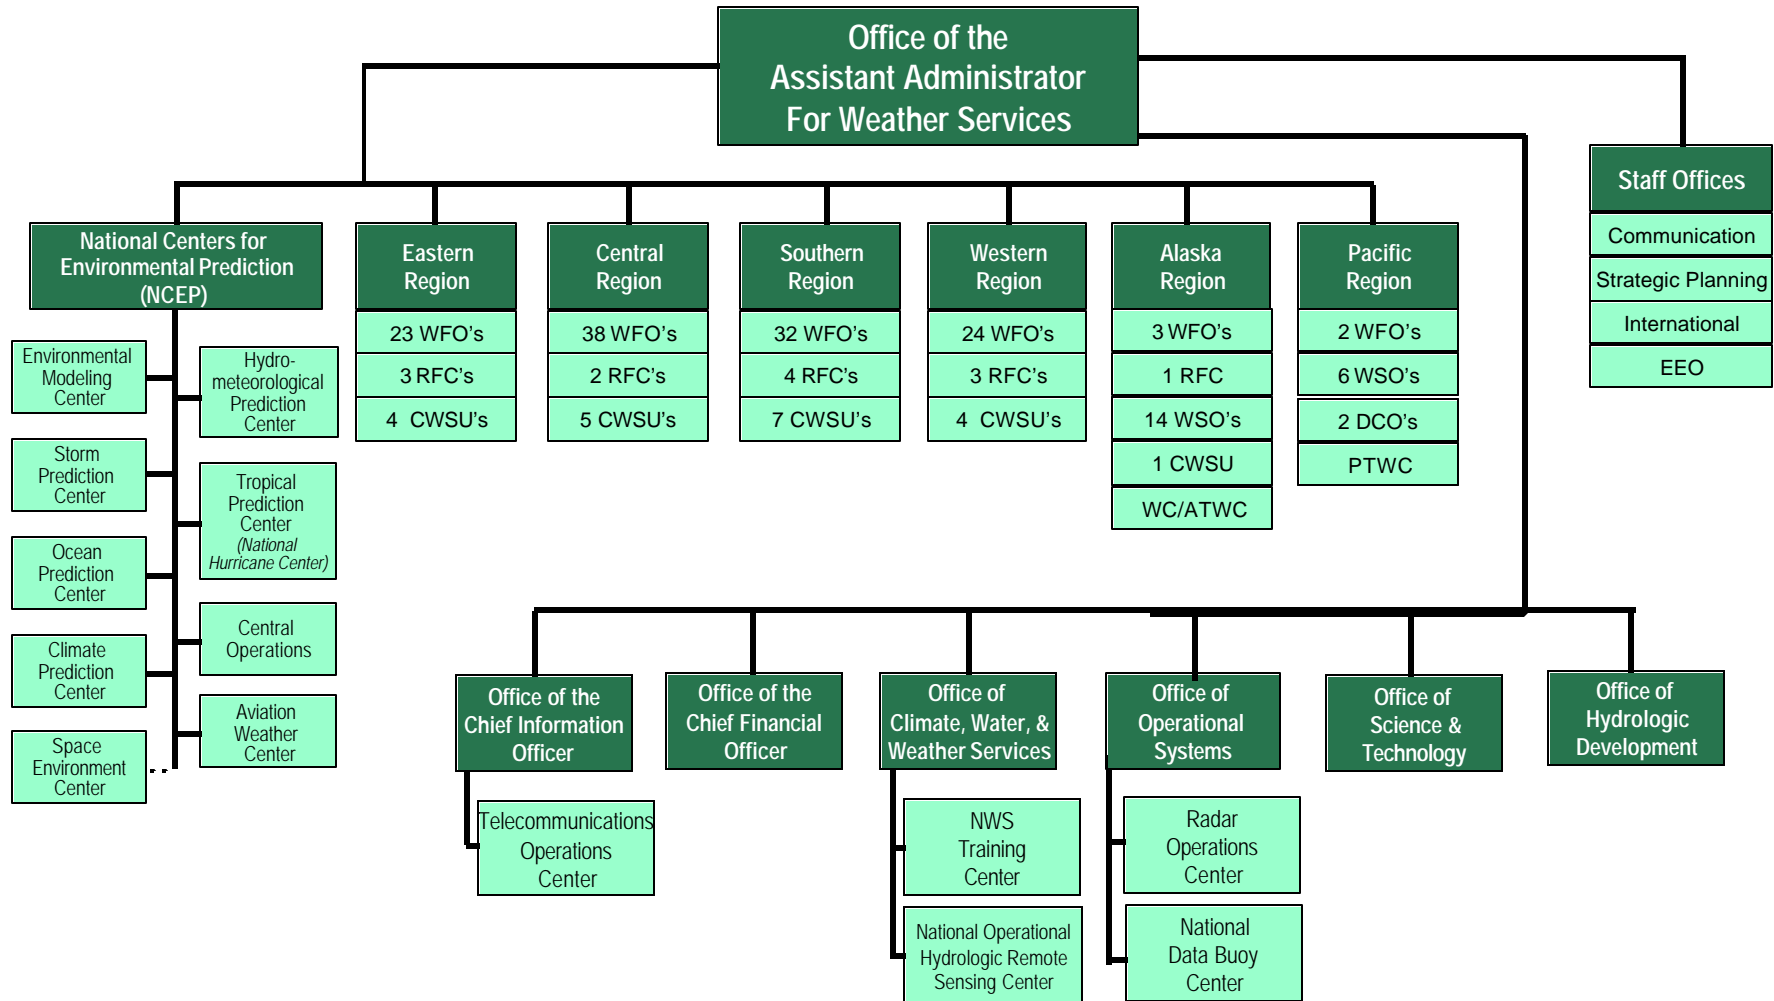 Office of the
Assistant Administrator
For Weather Services
Staff Offices
Communication
Strategic Planning
International
EEO
National Centers for
Environmental Prediction
(NCEP)
Environmental
Modeling
Center
Hydro-
meteorological
Prediction
Center
Storm
Prediction
Center
Tropical
Prediction
Center
(National
Hurricane Center)
Ocean
Prediction
Center
Central
Operations
Climate
Prediction
Center
Aviation
Weather
Center
Space
Environment
Center
Eastern
Region
23 WFO's
3 RFC's
4 CWSU's
Central
Region
38 WFO's
2 RFC's
5 CWSU's
Southern
Region
32 WFO's
4 RFC's
7 CWSU's
Western
Region
24 WFO's
3 RFC's
4 CWSU's
Alaska
Region
3 WFO's
1 RFC
14 WSO's
1 CWSU
WC/ATWC
Pacific
Region
2 WFO's
6 WSO's
2 DCO's
PTWC
Office of the
Chief Information
Officer
Telecommunications
Operations
Center
Office of the
Chief Financial
Officer
Office of
Climate, Water, &
Weather Services
NWS
Training
Center
National Operational
Hydrologic Remote
Sensing Center
Office of
Operational
Systems
Radar
Operations
Center
National
Data Buoy
Center
Office of
Science &
Technology
Office of
Hydrologic
Development